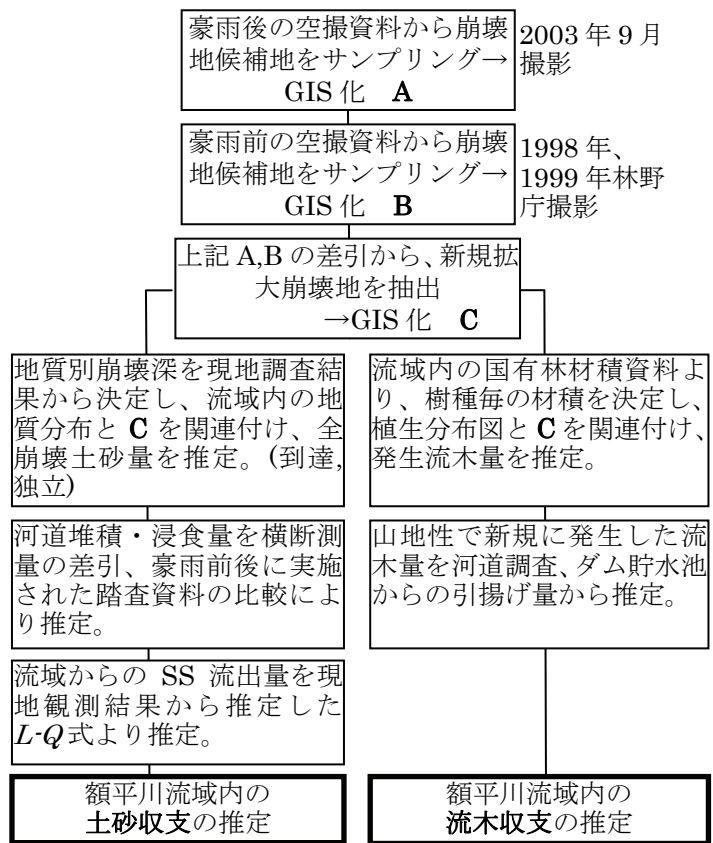 豪雨後の空撮資料から崩壊
地候補地をサンプリング→
GIS 化 A
2003 年 9 月
撮影
豪雨前の空撮資料から崩壊
地候補地をサンプリング→
GIS 化 B
1998 年、
1999 年林野
庁撮影
上記 A,B の差引から、新規拡
大崩壊地を抽出
→GIS 化 C
地質別崩壊深を現地調査結
果から決定し、流域内の地
質分布と C を関連付け、全
崩壊土砂量を推定。(到達,
独立)
河道堆積・浸食量を横断測
量の差引、豪雨前後に実施
された踏査資料の比較によ
り推定。
流域からの SS 流出量を現
地観測結果から推定した
L-Q式より推定。
額平川流域内の
土砂収支の推定
流域内の国有林材積資料よ
り、樹種毎の材積を決定し、
植生分布図と C を関連付け、
発生流木量を推定。
山地性で新規に発生した流
木量を河道調査、ダム貯水池
からの引揚げ量から推定。
額平川流域内の
流木収支の推定